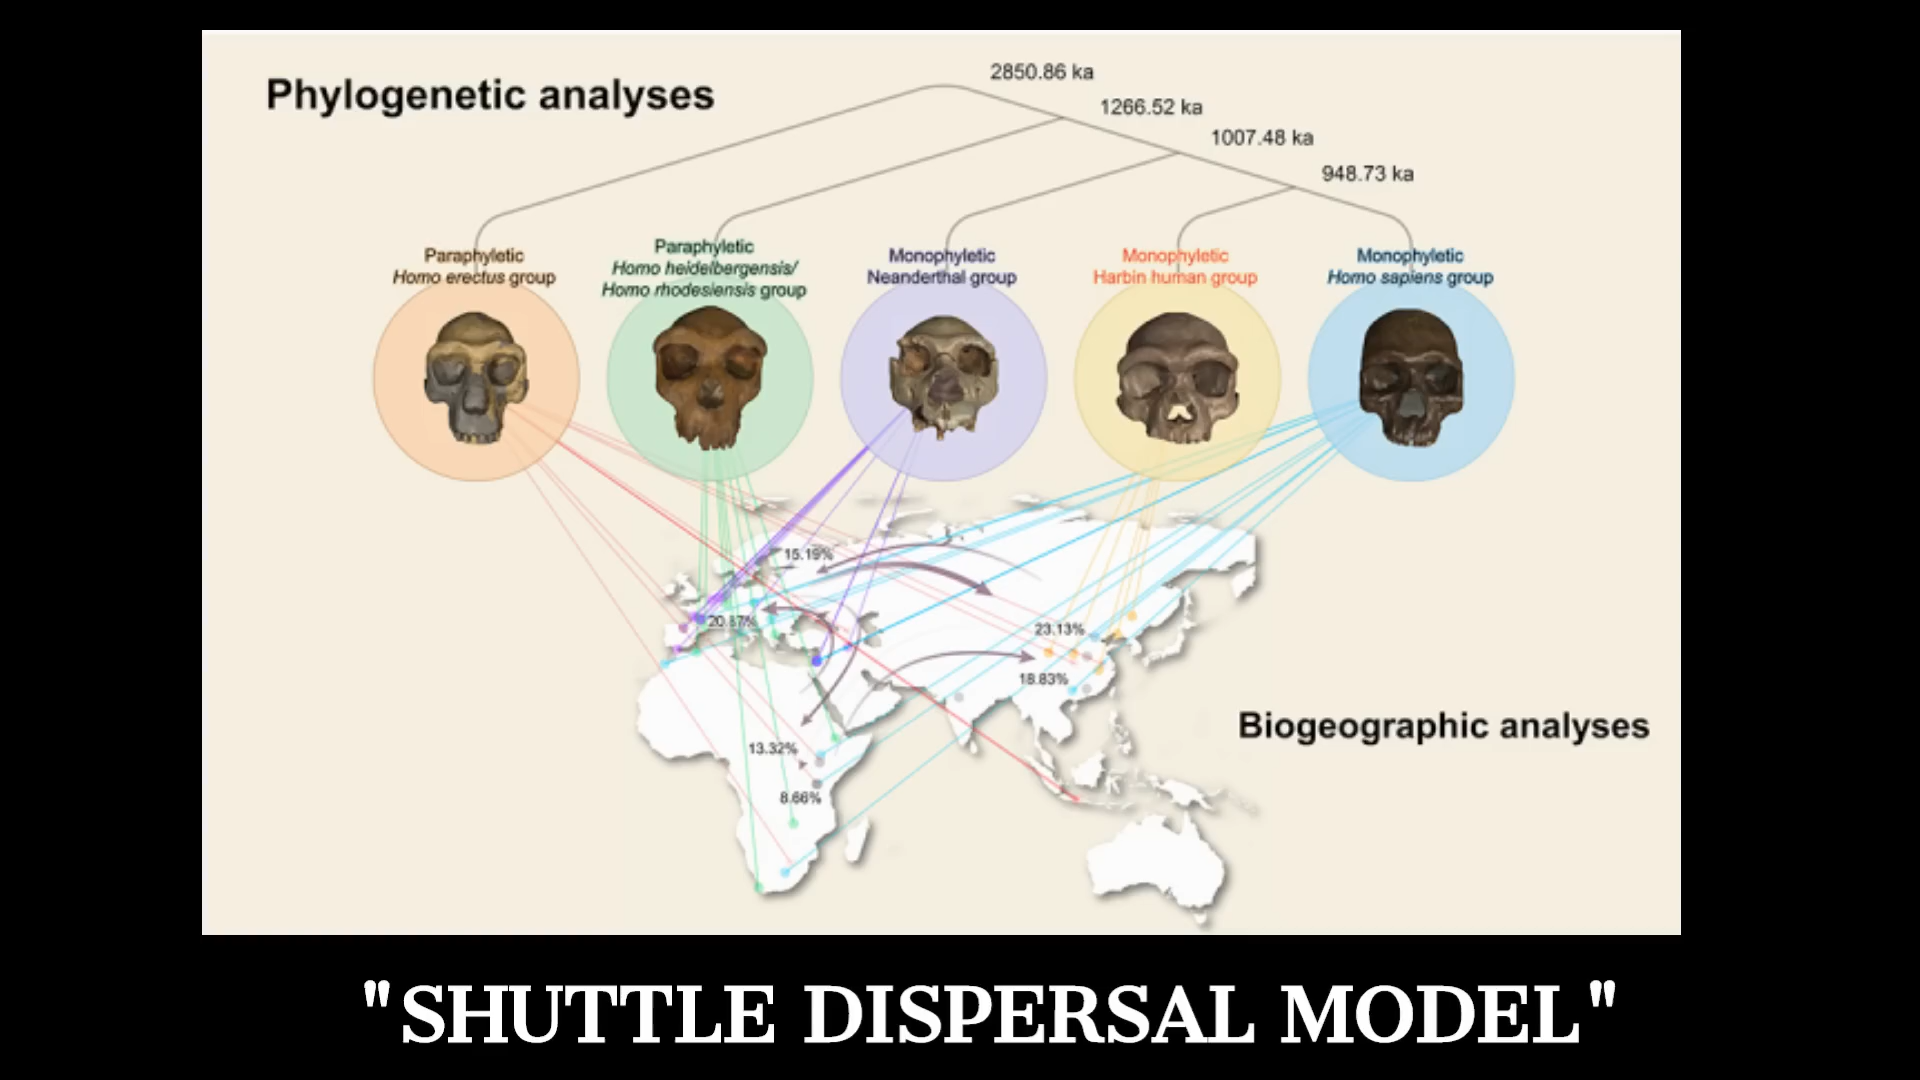 Phylogenetic analyses
2850.86 ka
1266.52 ka
1007.48 ka
948.73 ka
Paraphyletic
Homo erectus group
Paraphyletic
Homo heidelbergensis/
Homo rhodesiensis group
Monophyletic
Neanderthal group
Monophyletic
Harbin human group
Monophyletic
Homo sapiens group
15.19%
20.87%
23.13%
18.83%
13.32%
8.66%
Biogeographic analyses
"SHUTTLE DISPERSAL MODEL"